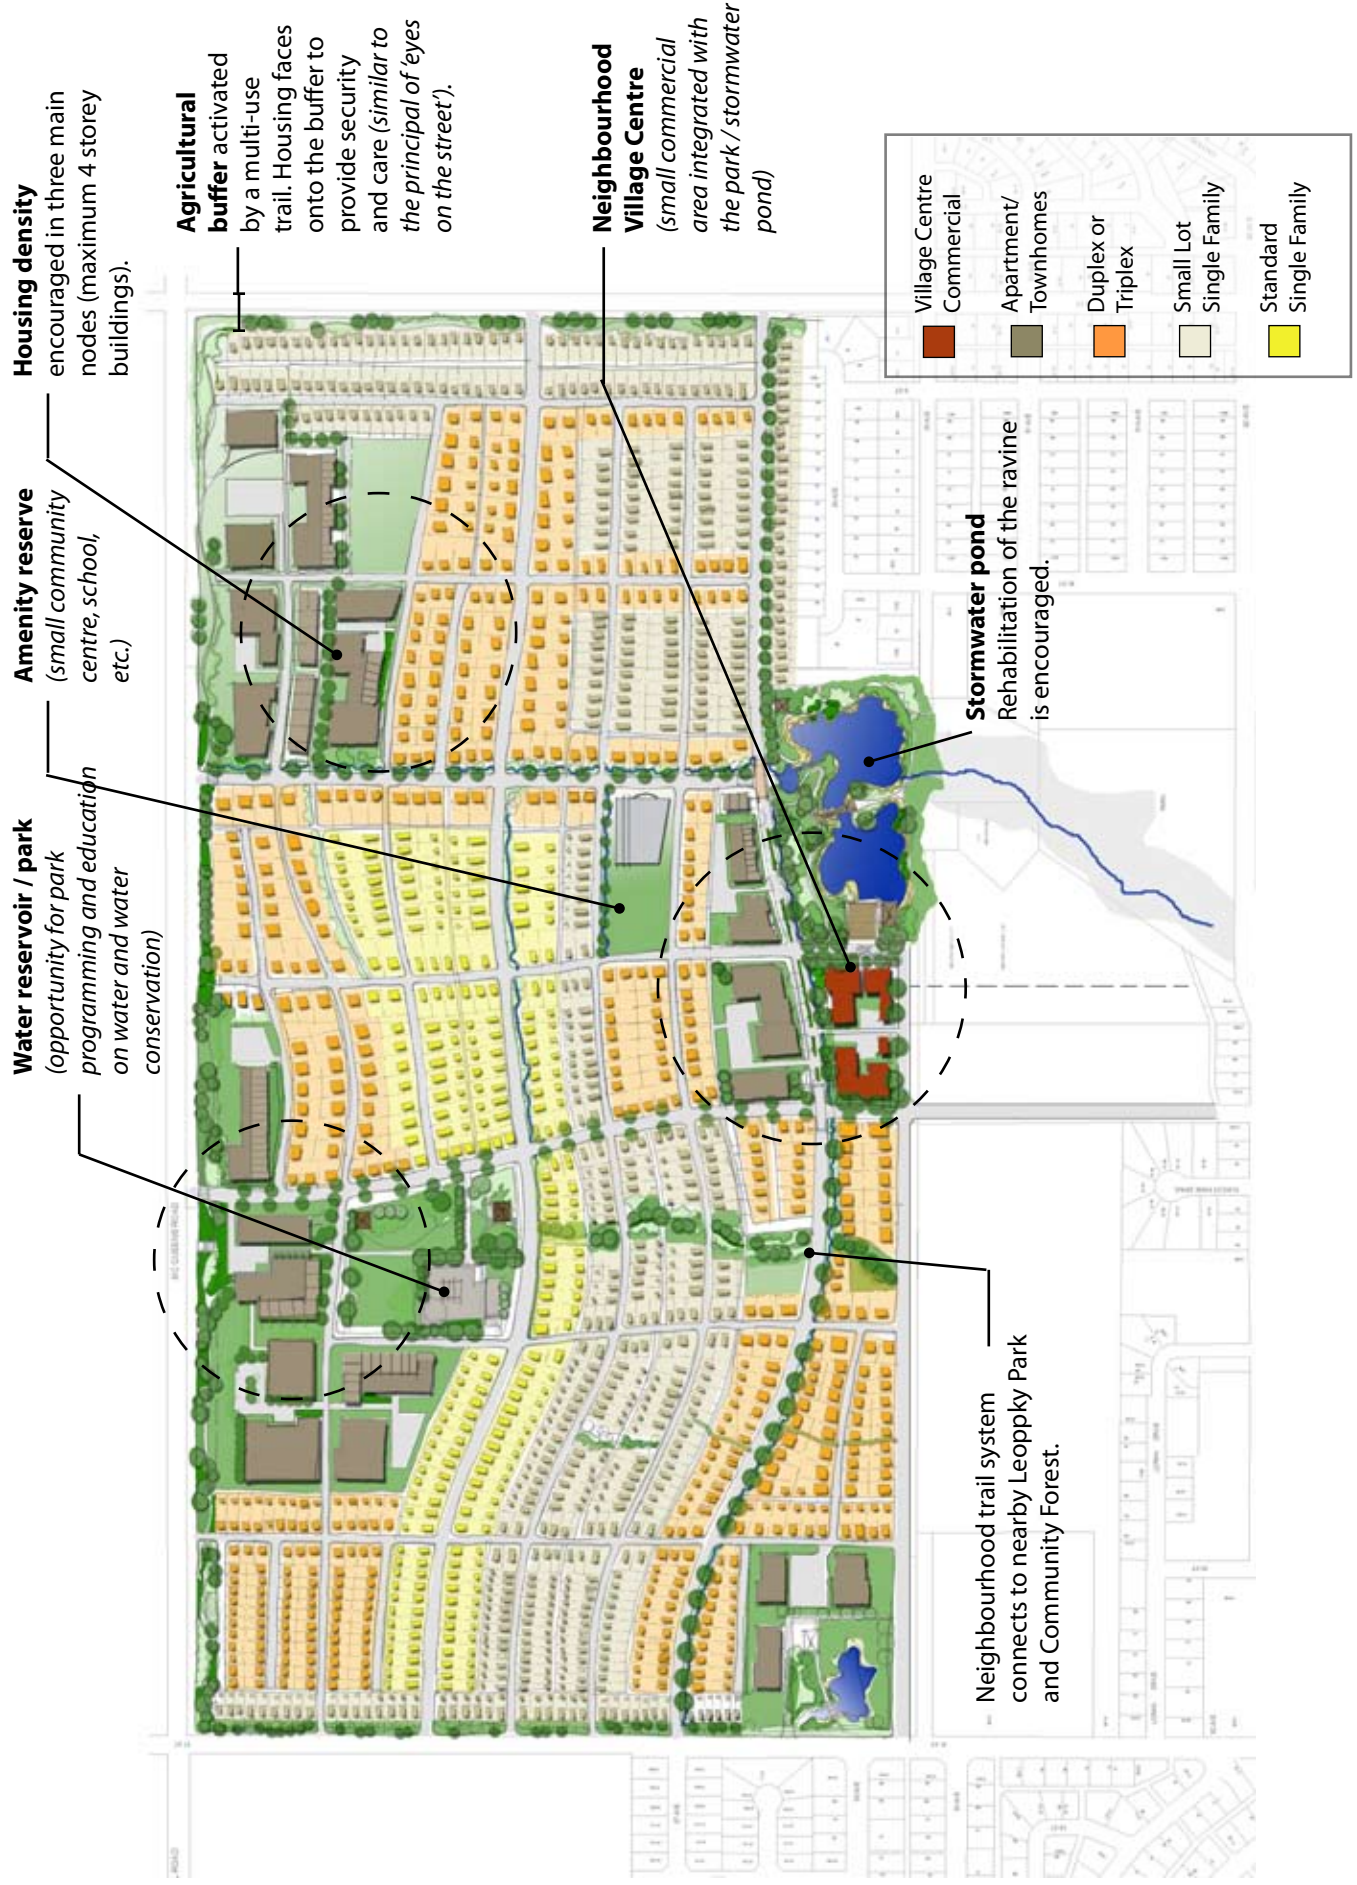 Water reservoir / park
(opportunity for park
programming and education
on water and water
conservation)
Amenity reserve
(small community
centre, school,
etc.)
Housing density
encouraged in three main
nodes (maximum 4 storey
buildings).
Agricultural
buffer activated
by a multi-use
trail. Housing faces
onto the buffer to
provide security
and care (similar to
the principal of ‘eyes
on the street’).
Neighbourhood
Village Centre
(small commercial
area integrated with
the park / stormwater
pond)
Stormwater pond
Rehabilitation of the ravine
is encouraged.
Neighbourhood trail system
connects to nearby Leoppky Park
and Community Forest.
Village Centre
Commercial
Apartment/
Townhomes
Duplex or
Triplex
Small Lot
Single Family
Standard
Single Family